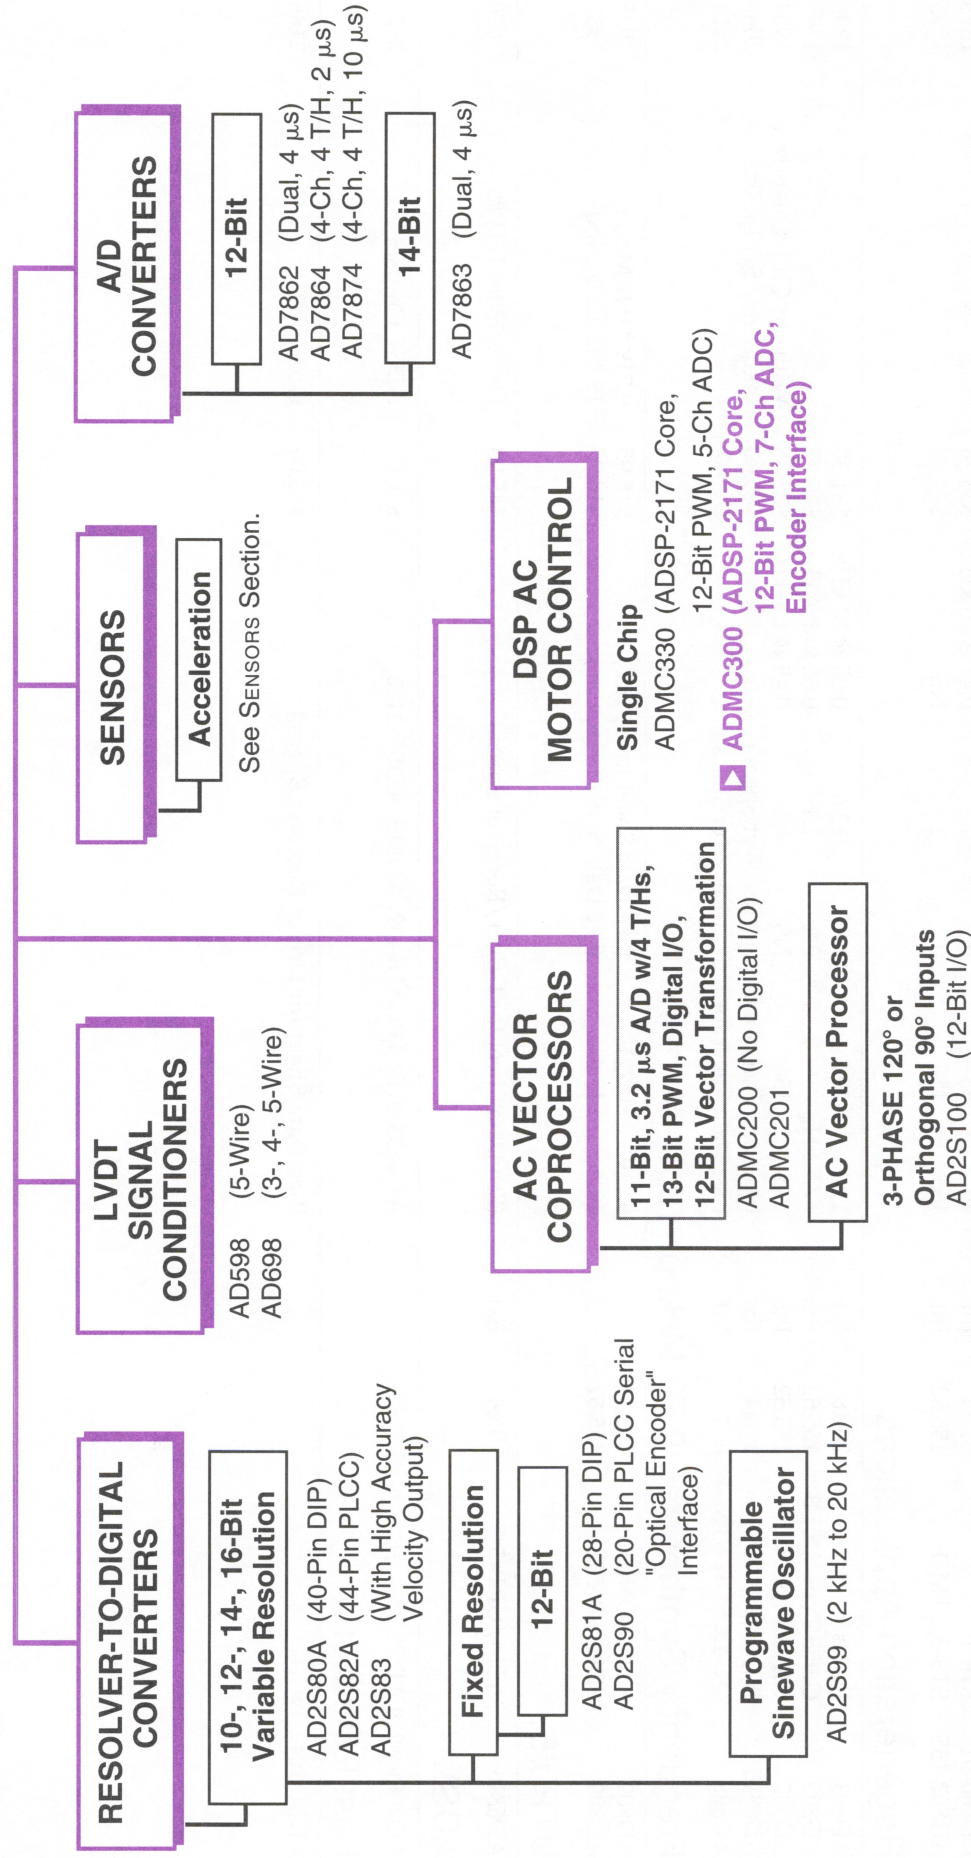 RESOLVER-TO-DIGITAL
CONVERTERS
10-, 12-, 14-, 16-Bit
Variable Resolution
AD2S80A (40-Pin DIP)
AD2S82A (44-Pin PLCC)
AD2S83 (With High Accuracy
Velocity Output)
Fixed Resolution
12-Bit
AD2S81A (28-Pin DIP)
AD2S90 (20-Pin PLCC Serial
"Optical Encoder"
Interface)
Programmable
Sinewave Oscillator
AD2S99 (2 kHz to 20 kHz)
LVDT
SIGNAL
CONDITIONERS
AD598 (5-Wire)
AD698 (3-, 4-, 5-Wire)
SENSORS
Acceleration
See SENSORS Section.
A/D
CONVERTERS
12-Bit
AD7862 (Dual, 4 μs)
AD7864 (4-Ch, 4 T/H, 2 μs)
AD7874 (4-Ch, 4 T/H, 10 μs)
14-Bit
AD7863 (Dual, 4 μs)
AC VECTOR
COPROCESSORS
11-Bit, 3.2 μs A/D w/4 T/Hs,
13-Bit PWM, Digital I/O,
12-Bit Vector Transformation
ADMC200 (No Digital I/O)
ADMC201
AC Vector Processor
3-PHASE 120° or
Orthogonal 90° Inputs
AD2S100 (12-Bit I/O)
DSP AC
MOTOR CONTROL
Single Chip
ADMC330 (ADSP-2171 Core,
12-Bit PWM, 5-Ch ADC)
ADMC300 (ADSP-2171 Core,
12-Bit PWM, 7-Ch ADC,
Encoder Interface)